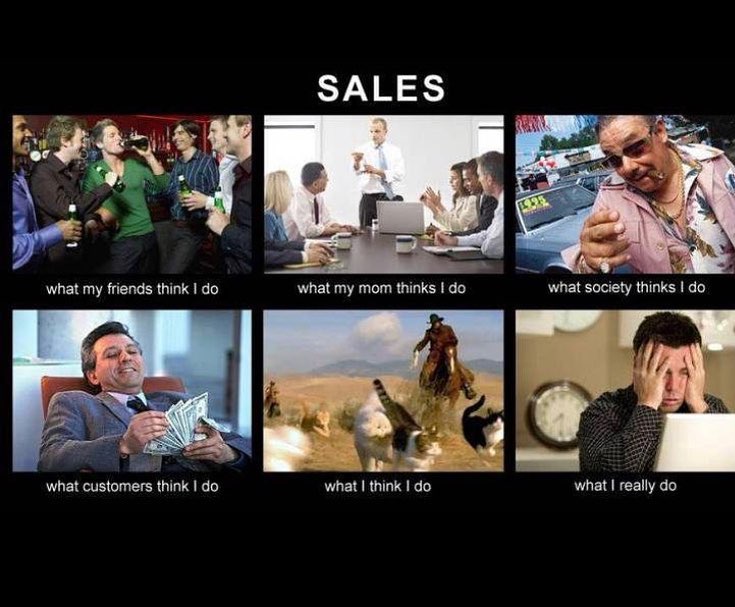 SALES
what my friends think I do
what my mom thinks I do
what society thinks I do
what customers think I do
what I think I do
what I really do